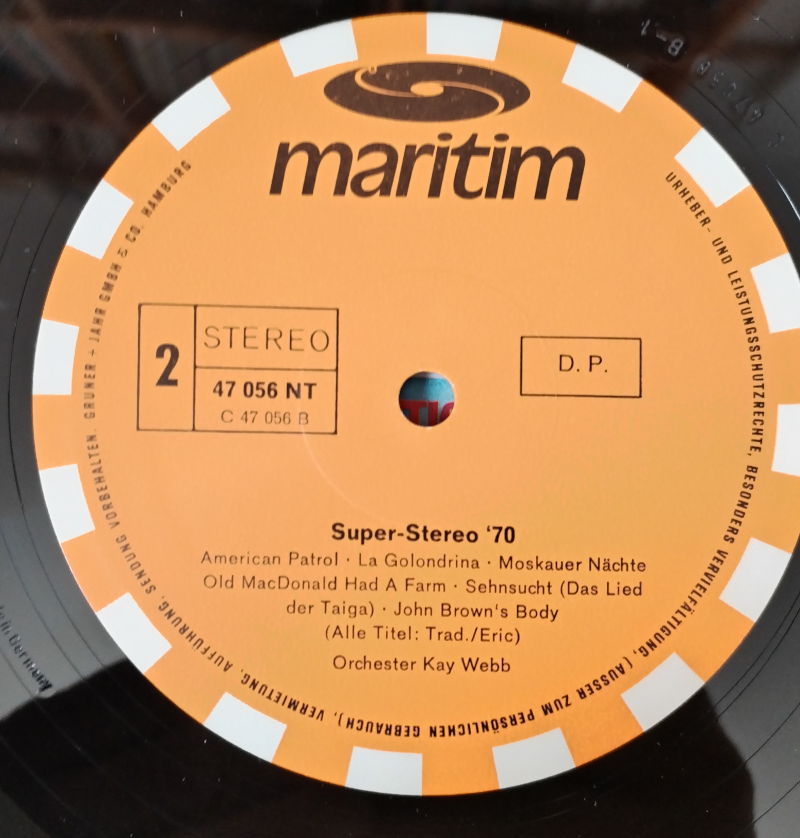 maritim
2
STEREO
47 056 NT
C 47 056 B
D. P.
Super-Stereo ‘70
American Patrol · La Golondrina · Moskauer Nächte
Old MacDonald Had A Farm · Sehnsucht (Das Lied
der Taiga) · John Brown‘s Body
(Alle Titel: Trad./Eric)
Orchester Kay Webb
URHEBER- UND LEISTUNGSSCHUTZRECHTE, BESONDERS VERVIELFÄLTIGUNG, (AUSSER ZUM PERSÖNLICHEN GEBRAUCH), VERMIETUNG, AUFFÜHRUNG, SENDUNG VORBEHALTEN. GRUNER + JAHR GMBH & CO. HAMBURG